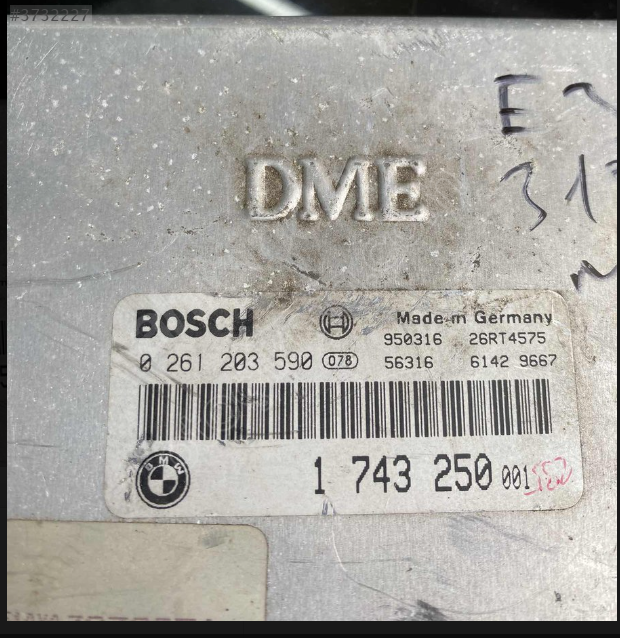 #3732227
DME
BOSCH
Made in Germany
950316 26RT4575
0 261 203 590 078
56316 6142 9667
BMW
1 743 250 001